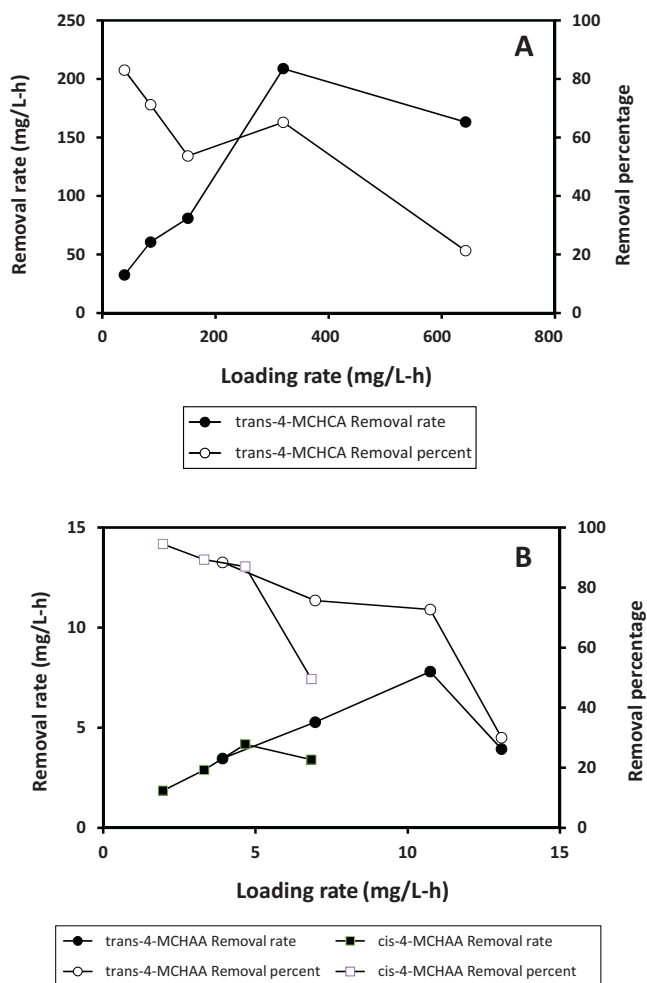 A
250
200
150
100
50
0
Removal rate (mg/L-h)
100
80
60
40
20
0
Removal percentage
0 200 400 600 800
Loading rate (mg/L-h)
trans-4-MCHCA Removal rate
trans-4-MCHCA Removal percent
B
15
10
5
0
Removal rate (mg/L-h)
100
80
60
40
20
0
Removal percentage
0 5 10 15
Loading rate (mg/L-h)
trans-4-MCHAA Removal rate cis-4-MCHAA Removal rate
trans-4-MCHAA Removal percent cis-4-MCHAA Removal percent